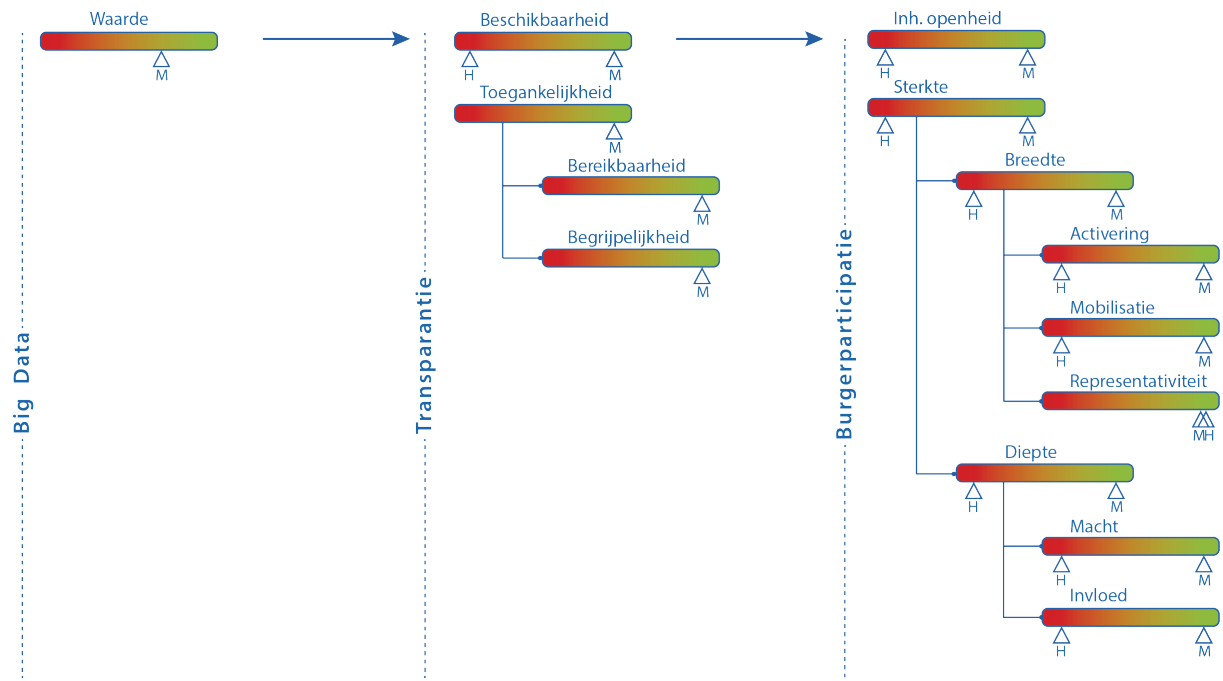 Big Data
Waarde
M
Transparantie
Beschikbaarheid
H
M
Toegankelijkheid
M
Bereikbaarheid
M
Begrijpelijkheid
M
Burgerparticipatie
Inh. openheid
H
M
Sterkte
H
M
Breedte
H
M
Activering
H
M
Mobilisatie
H
M
Representativiteit
M
H
Diepte
H
M
Macht
H
M
Invloed
H
M